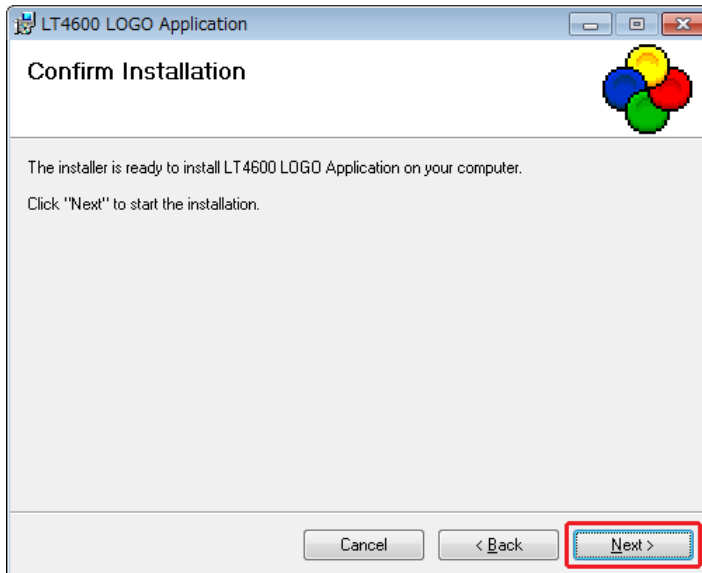 LT4600 LOGO Application
Confirm Installation
The installer is ready to install LT4600 LOGO Application on your computer.
Click "Next" to start the installation.
Cancel
< Back
Next >